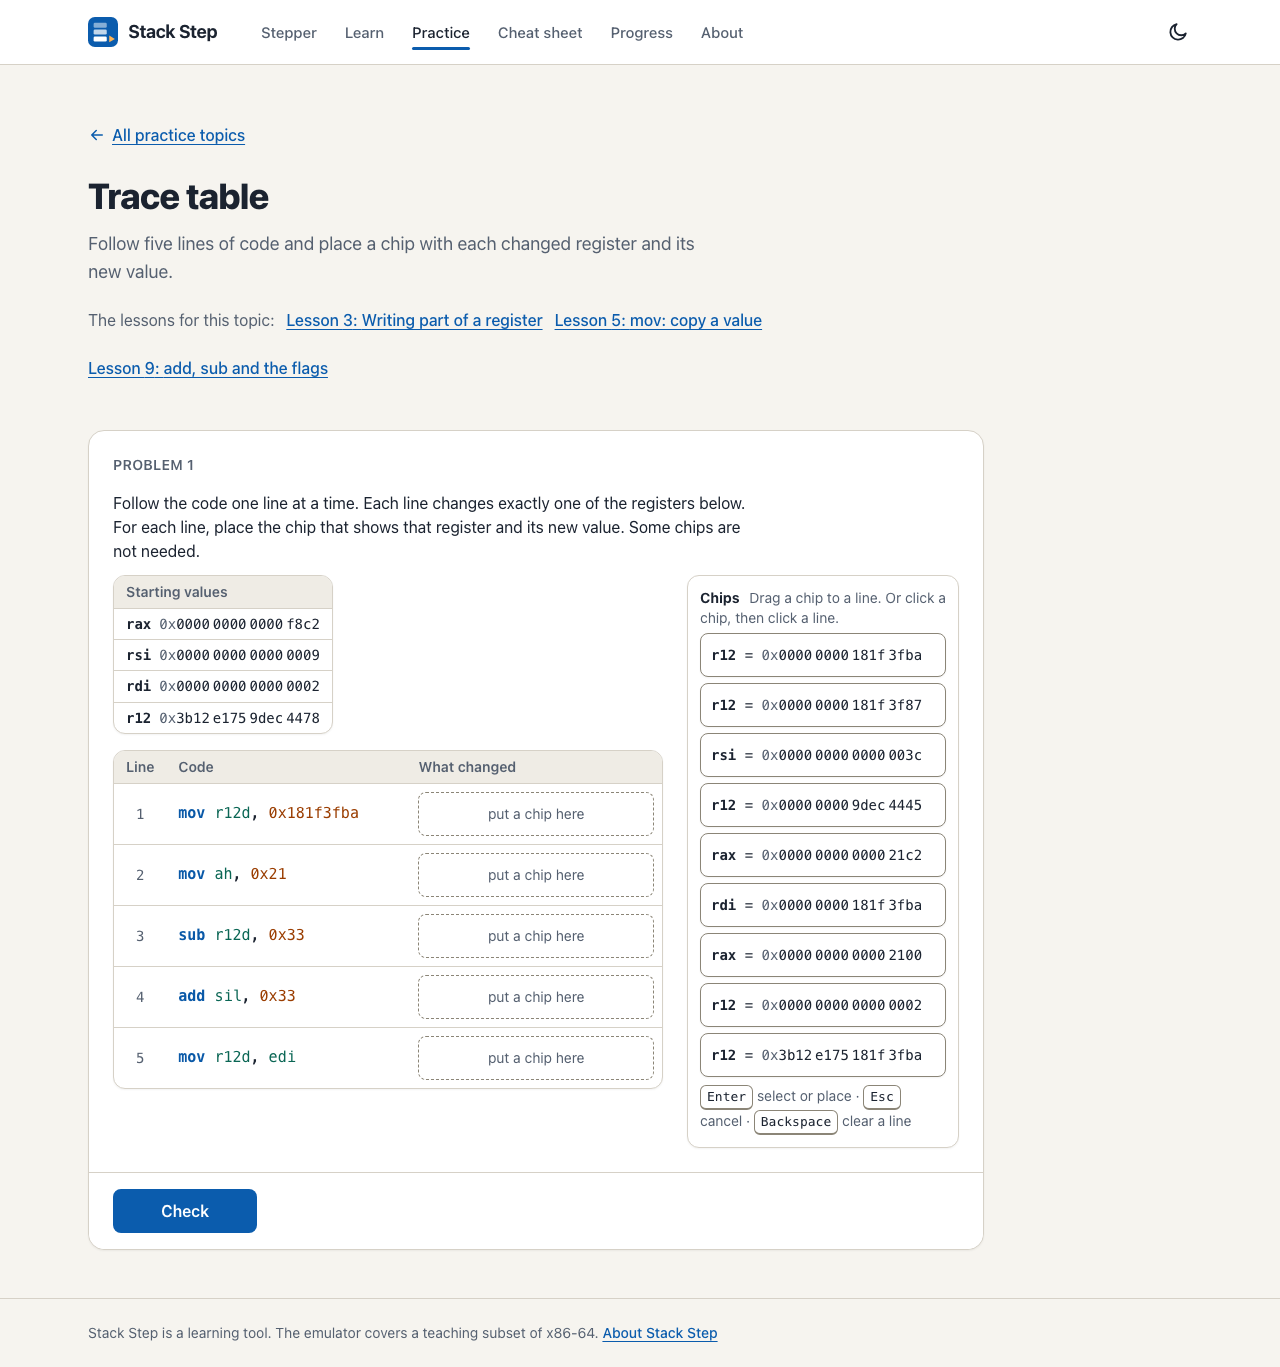 Stack Step
Stepper
Learn
Practice
Cheat sheet
Progress
About
← All practice topics
Trace table
Follow five lines of code and place a chip with each changed register and its
new value.
The lessons for this topic: Lesson 3: Writing part of a register Lesson 5: mov: copy a value
Lesson 9: add, sub and the flags
PROBLEM 1
Follow the code one line at a time. Each line changes exactly one of the registers below.
For each line, place the chip that shows that register and its new value. Some chips are
not needed.
Starting values
rax 0x0000 0000 0000 f8c2
rsi 0x0000 0000 0000 0009
rdi 0x0000 0000 0000 0002
r12 0x3b12 e175 9dec 4478
Line Code What changed
1 mov r12d, 0x181f3fba put a chip here
2 mov ah, 0x21 put a chip here
3 sub r12d, 0x33 put a chip here
4 add sil, 0x33 put a chip here
5 mov r12d, edi put a chip here
Chips Drag a chip to a line. Or click a
chip, then click a line.
r12 = 0x0000 0000 181f 3fba
r12 = 0x0000 0000 181f 3f87
rsi = 0x0000 0000 0000 003c
r12 = 0x0000 0000 9dec 4445
rax = 0x0000 0000 0000 21c2
rdi = 0x0000 0000 181f 3fba
rax = 0x0000 0000 0000 2100
r12 = 0x0000 0000 0000 0002
r12 = 0x3b12 e175 181f 3fba
Enter select or place · Esc
cancel · Backspace clear a line
Check
Stack Step is a learning tool. The emulator covers a teaching subset of x86-64. About Stack Step